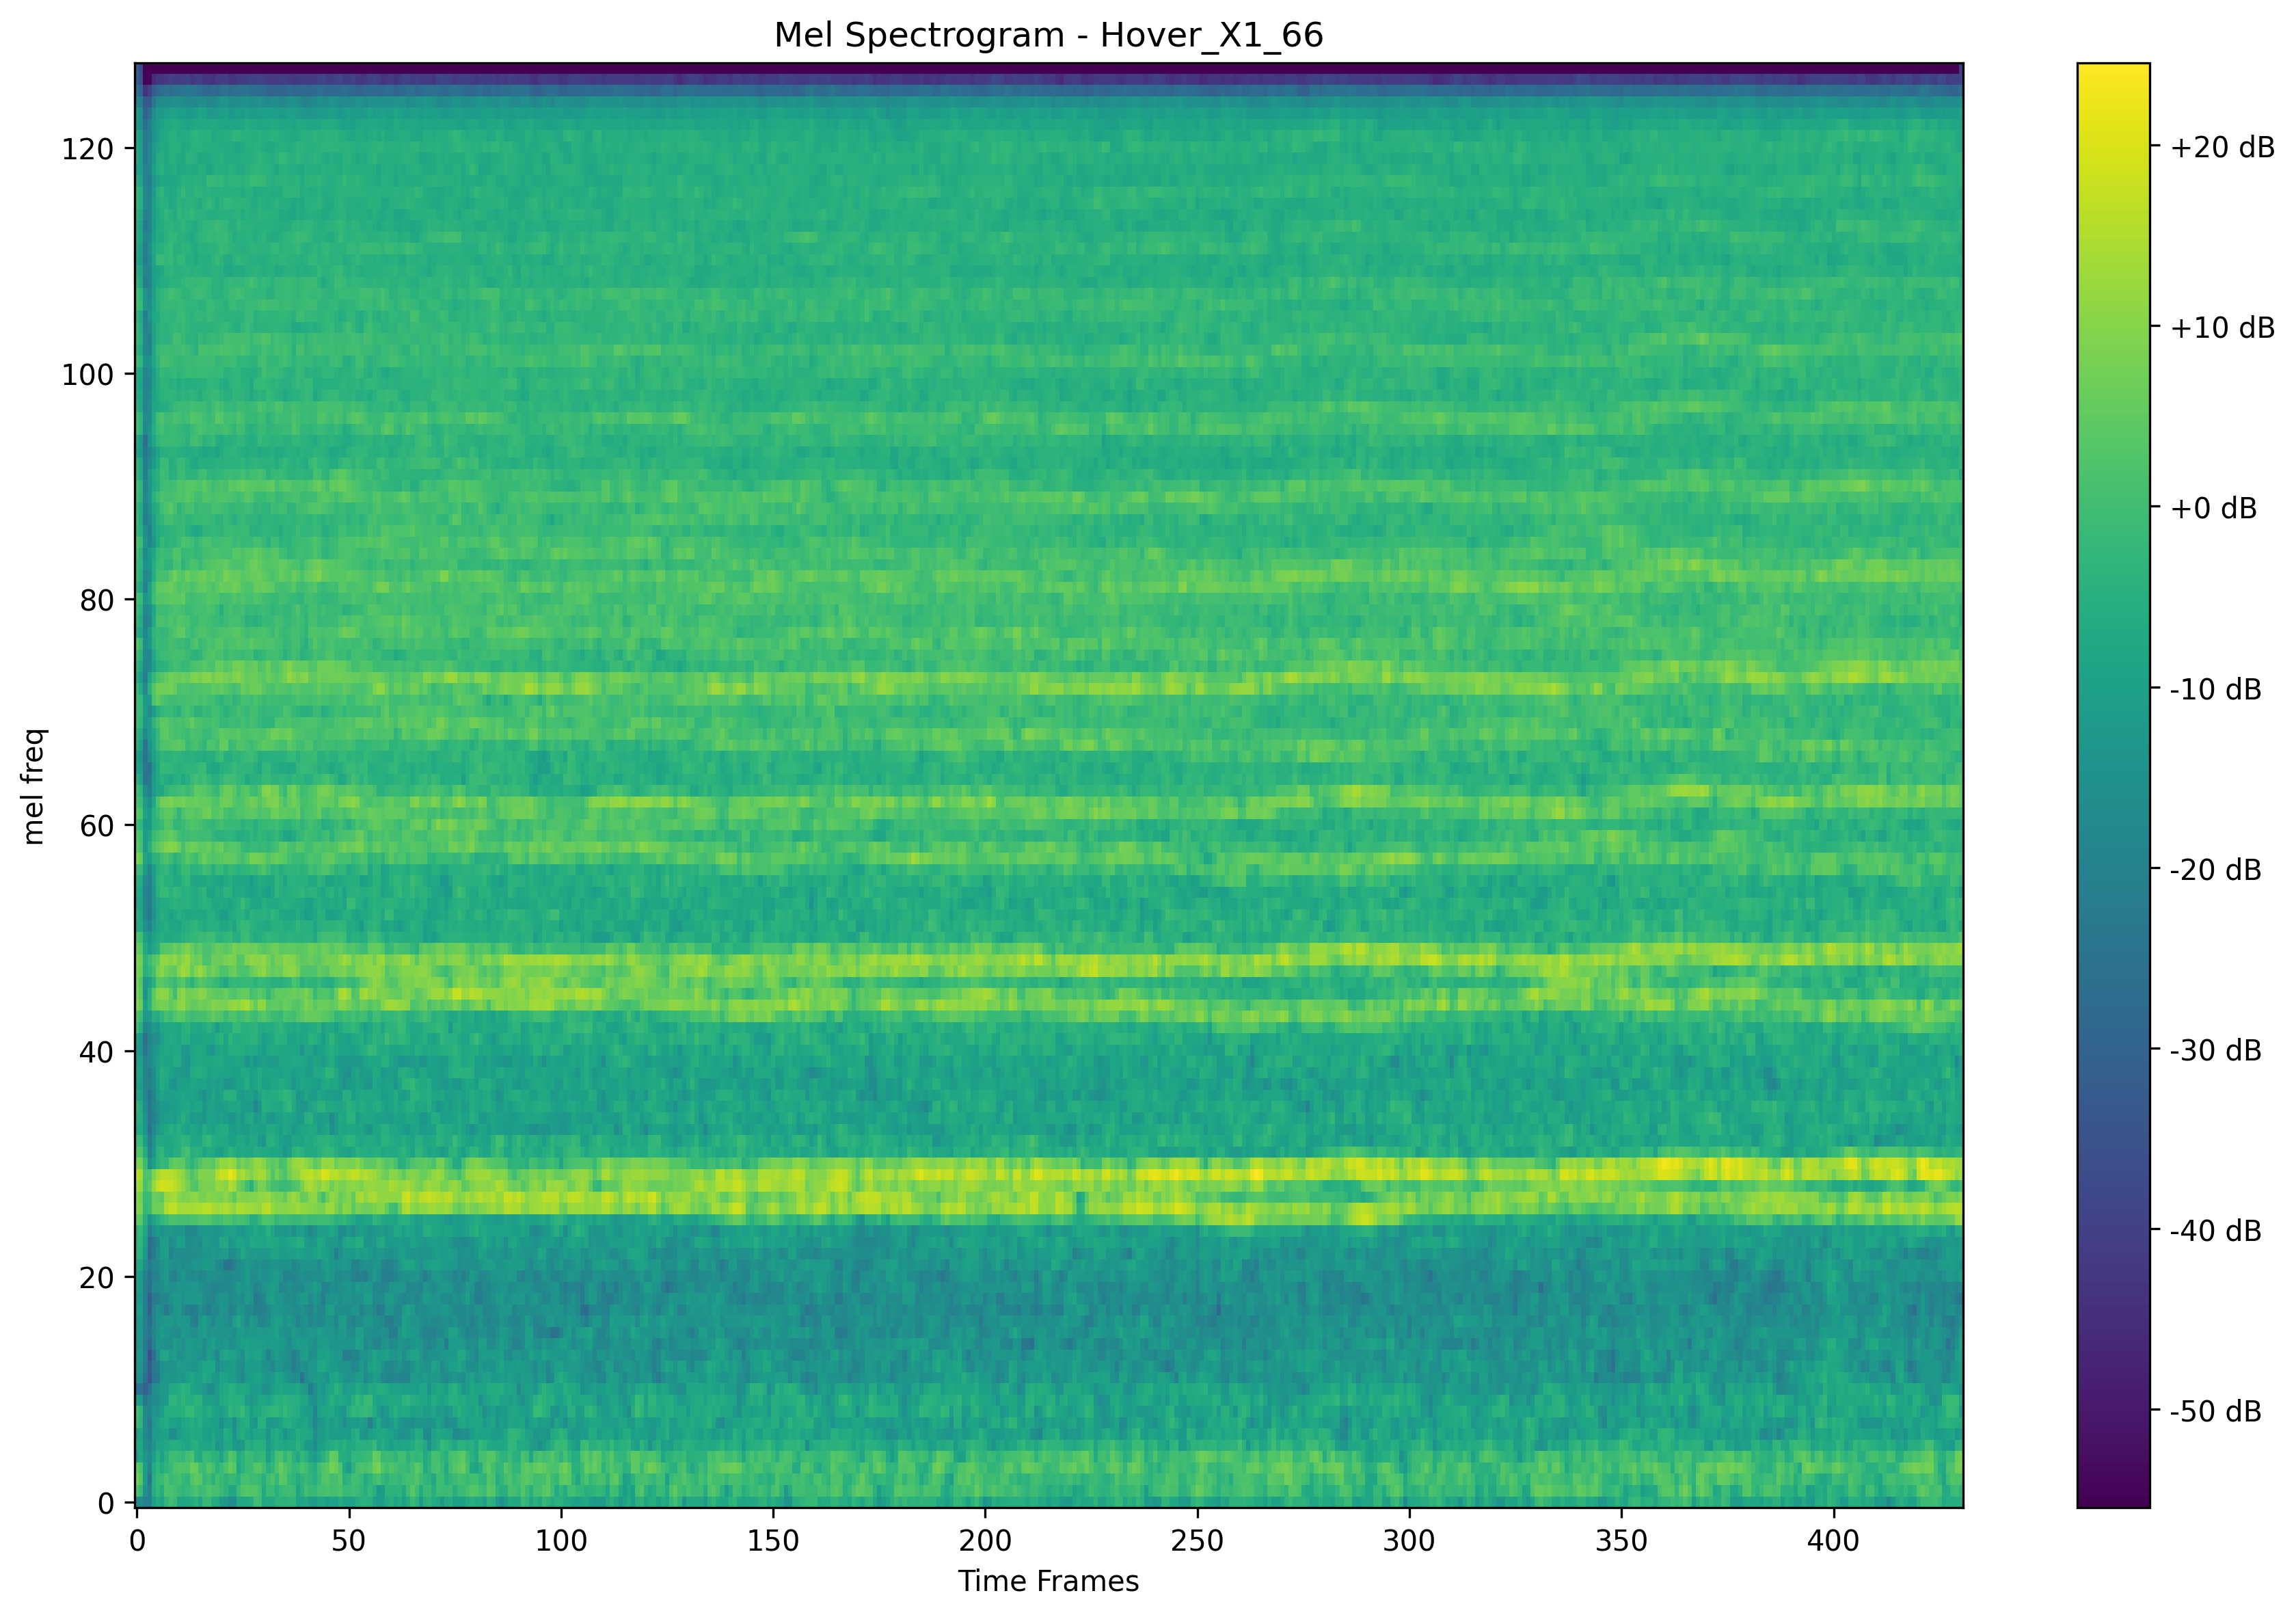 Mel Spectrogram - Hover_X1_66
mel freq
120
100
80
60
40
20
0
0 50 100 150 200 250 300 350 400
Time Frames
+20 dB
+10 dB
+0 dB
-10 dB
-20 dB
-30 dB
-40 dB
-50 dB